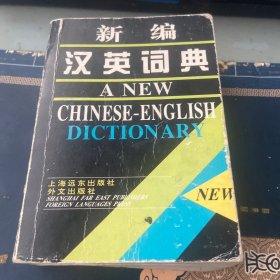 新编
汉英词典
A NEW
CHINESE-ENGLISH
DICTIONARY
上海远东出版社
外文出版社
SHANGHAI FAR EAST PUBLISHERS
FOREIGN LANGUAGES PRESS
NEW